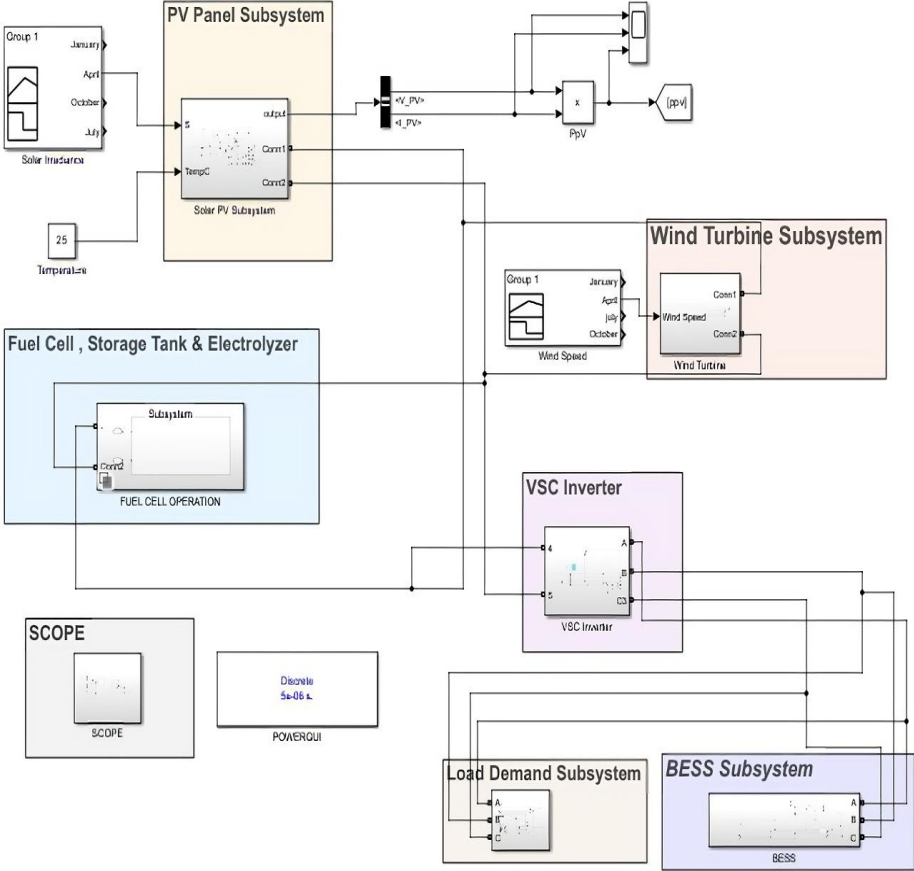 PV Panel Subsystem
Group 1
January
April
October
July
Solar Irradiance
S
TempC
output
Conn1
Conn2
Solar PV Subsystem
<V_PV>
<I_PV>
x
PpV
[ppv]
25
Temperature
Wind Turbine Subsystem
Group 1
January
April
july
October
Wind Speed
Wind Speed
Conn1
Conn2
Wind Turbine
Fuel Cell , Storage Tank & Electrolyzer
Subsystem
Conn2
FUEL CELL OPERATION
VSC Inverter
4
5
A
B
VSC Inverter
SCOPE
SCOPE
Discrete
5e-06 s.
POWERGUI
Load Demand Subsystem
A
B
C
BESS Subsystem
A
B
C
BESS